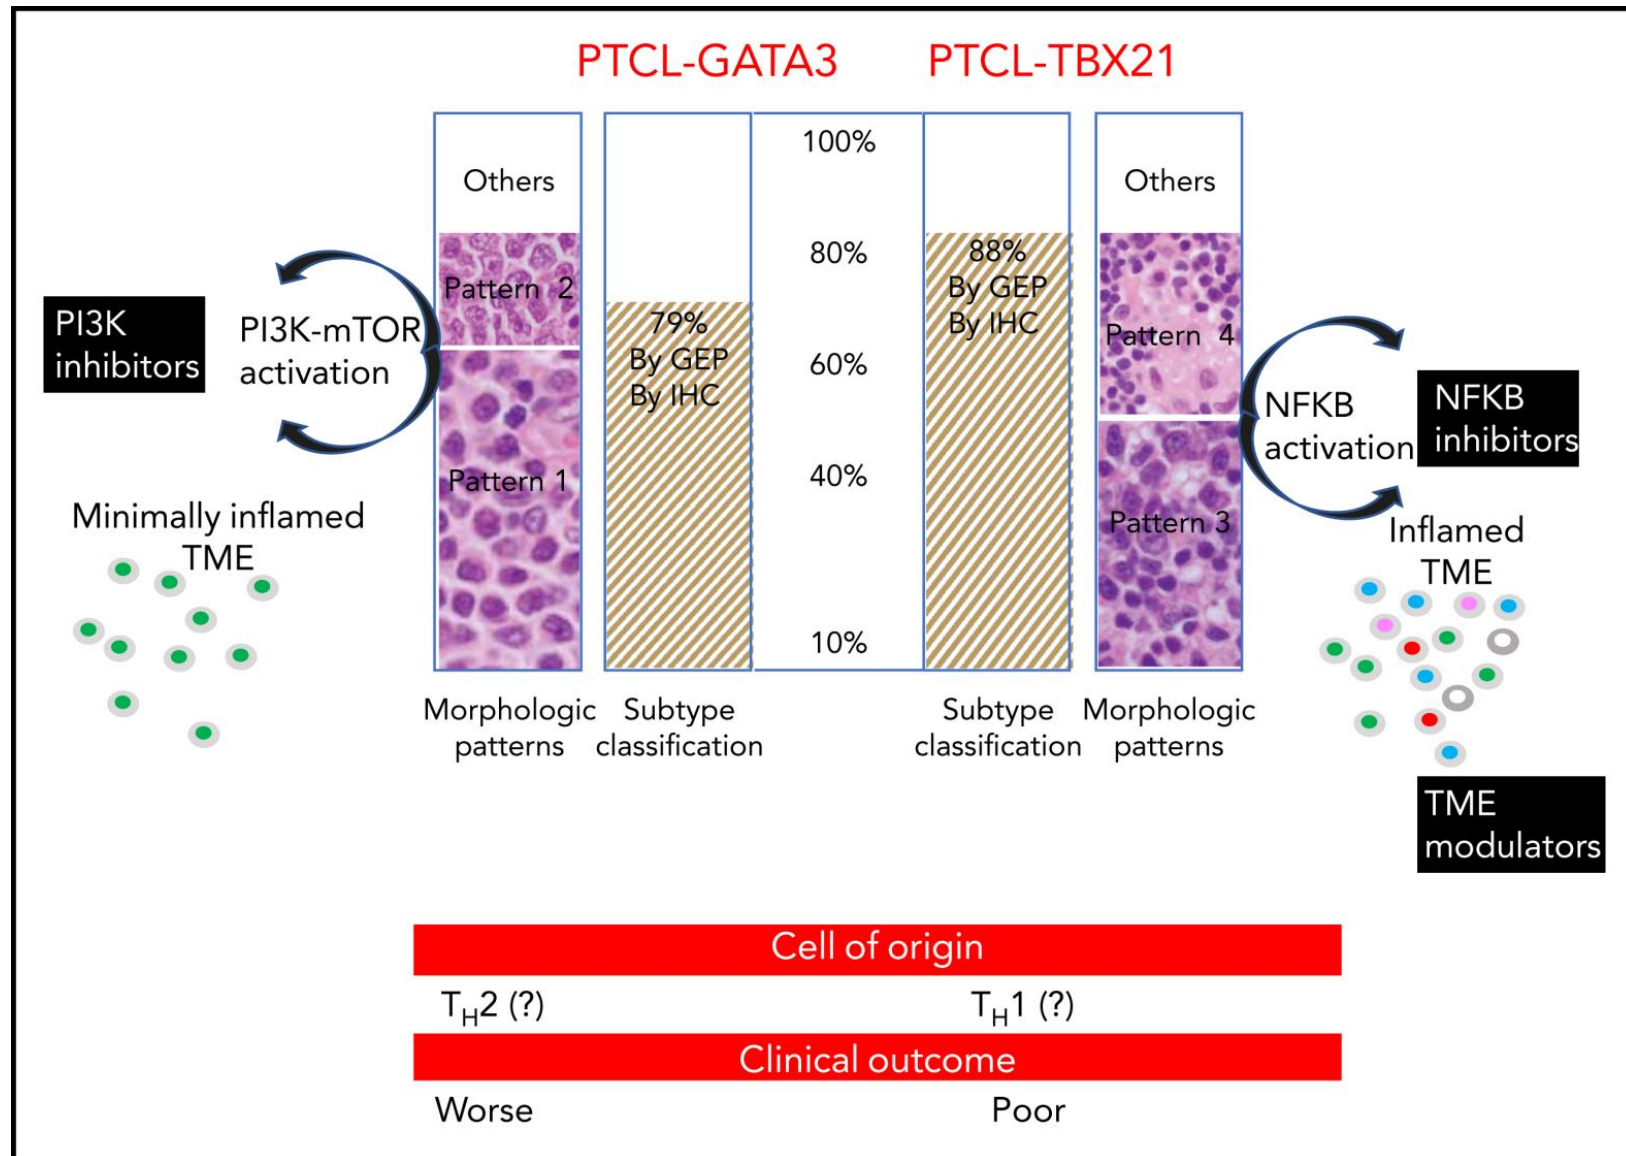 PTCL-GATA3
PTCL-TBX21
Others
Pattern 2
Pattern 1
79%
By GEP
By IHC
100%
80%
60%
40%
10%
88%
By GEP
By IHC
Others
Pattern 4
Pattern 3
PI3K
inhibitors
PI3K-mTOR
activation
Minimally inflamed
TME
NFKB
activation
NFKB
inhibitors
Inflamed
TME
TME
modulators
Morphologic
patterns
Subtype
classification
Subtype
classification
Morphologic
patterns
Cell of origin
TH2 (?)
TH1 (?)
Clinical outcome
Worse
Poor